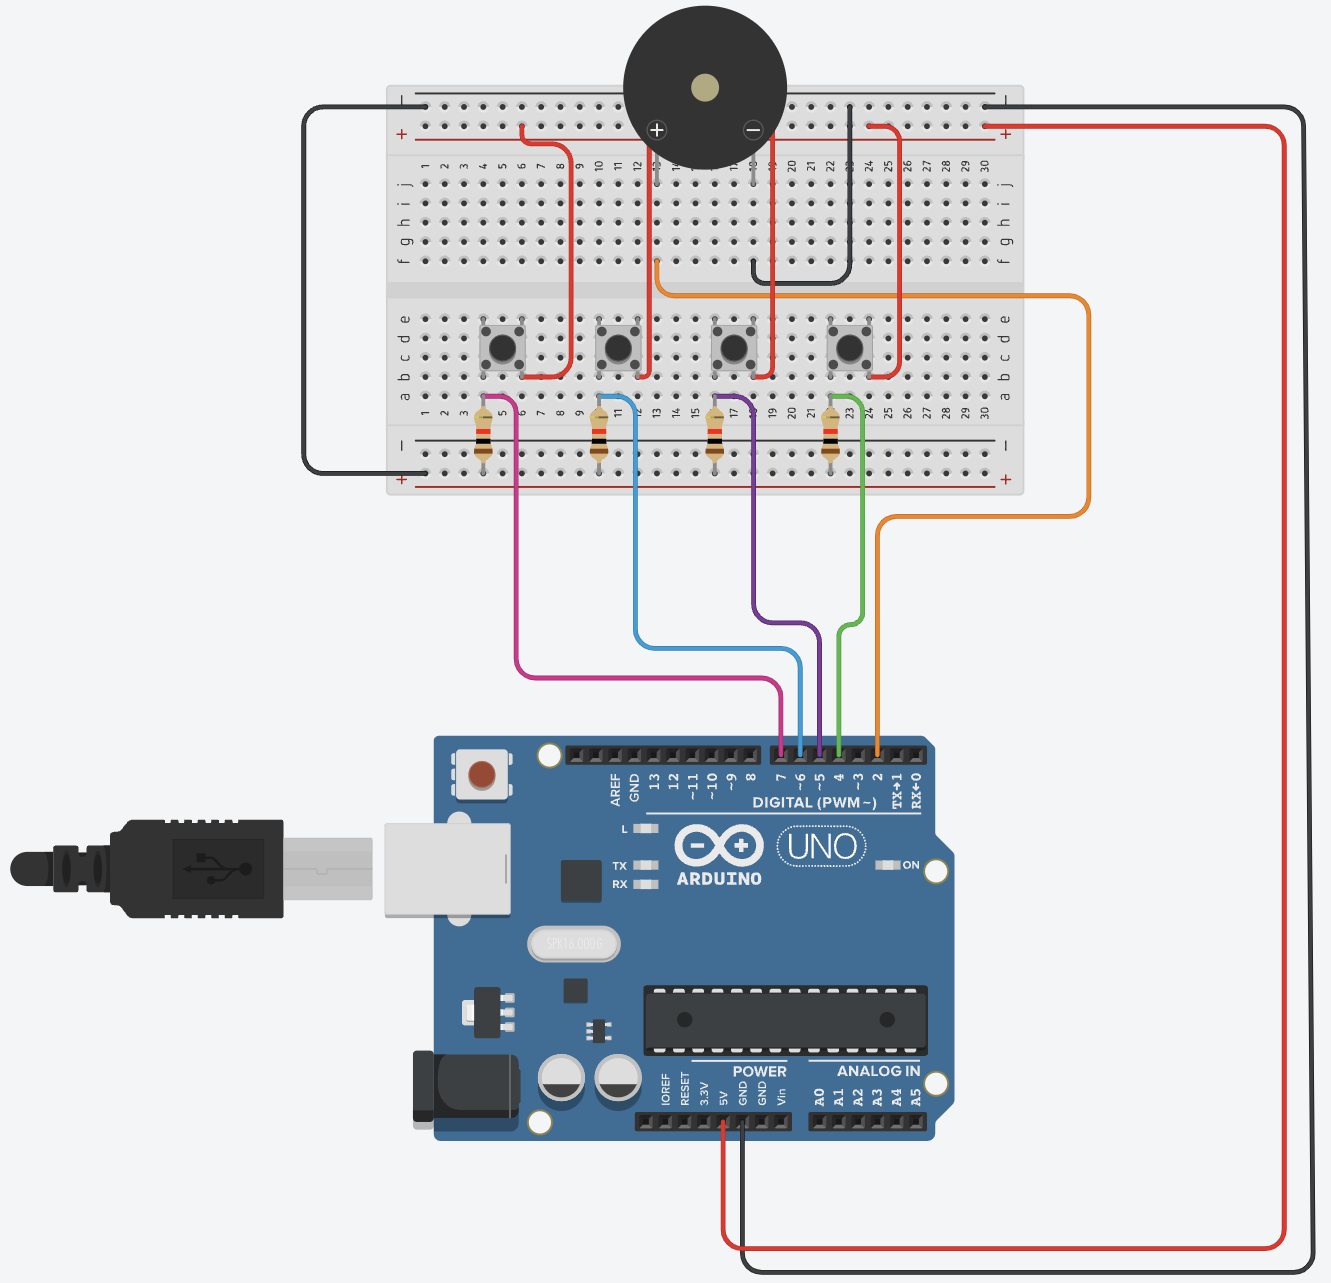 − −
+ +
1 2 3 4 5 6 7 8 9 10 11 12 13 14 17 18 19 20 21 22 23 24 25 26 27 28 29 30
+ −
j j
i i
h h
g g
f f
e e
d d
c c
b b
a a
1 2 3 4 5 6 7 8 9 10 11 12 13 14 15 16 17 18 19 20 21 22 23 24 25 26 27 28 29 30
− −
+ +
AREF GND 13 12 ~11 ~10 ~9 8 7 ~6 ~5 4 ~3 2 TX→1 RX←0
DIGITAL (PWM ~)
L
TX
RX
ARDUINO
UNO
ON
SPK16.000G
POWER ANALOG IN
IOREF RESET 3.3V 5V GND GND Vin A0 A1 A2 A3 A4 A5